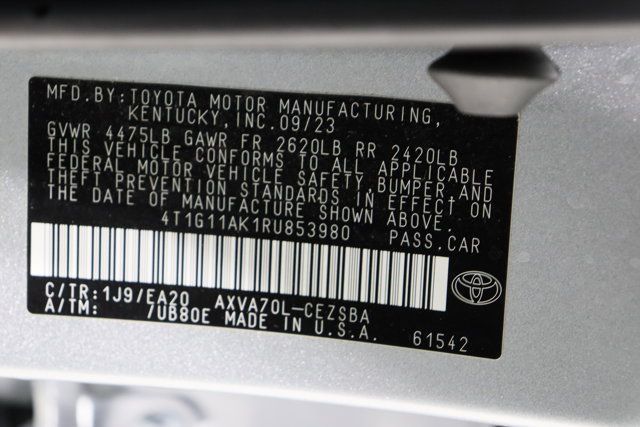 MFD.BY:TOYOTA MOTOR MANUFACTURING,
KENTUCKY, INC.09/23
GVWR 4475LB GAWR FR 2620LB RR 2420LB
THIS VEHICLE CONFORMS TO ALL APPLICABLE
FEDERAL MOTOR VEHICLE SAFETY,BUMPER AND
THEFT PREVENTION STANDARDS IN EFFECT ON
THE DATE OF MANUFACTURE SHOWN ABOVE.
4T1G11AK1RU853980 PASS.CAR
C/TR:1J9/EA20 AXVA70L-CEZSBA
A/TM: /UB80E MADE IN U.S.A.
61542